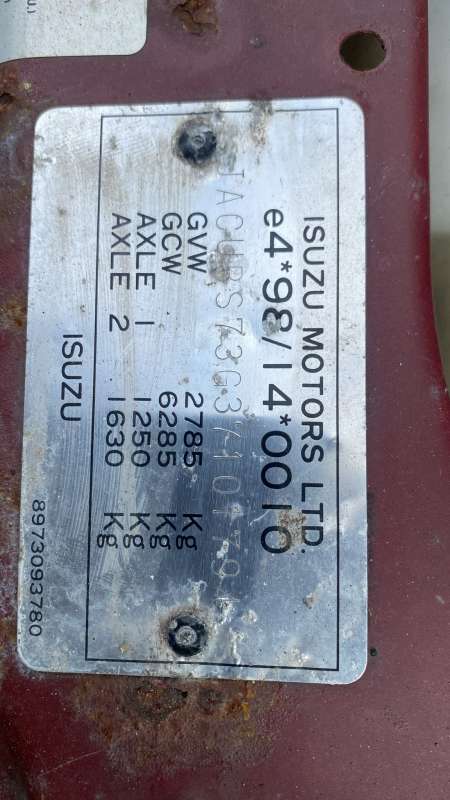 ISUZU MOTORS LTD.
e4*98/14*0010
GVW 2785 Kg
GCW 6285 Kg
AXLE 1 1250 Kg
AXLE 2 1630 Kg
ISUZU
8973093780